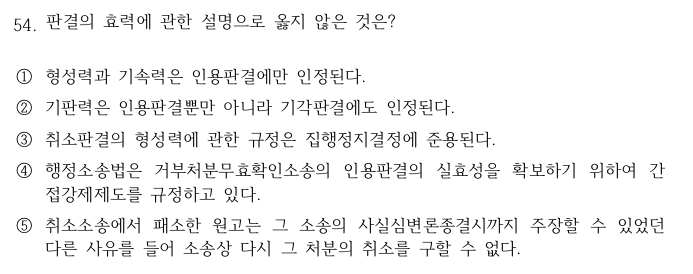 54. 판결의 효력에 관한 설명으로 옳지 않은 것은?
① 형성력과 기속력은 인용판결에만 인정된다.
② 기판력은 인용판결뿐만 아니라 기각판결에도 인정된다.
③ 취소판결의 형성력에 관한 규정은 집행정지결정에 준용된다.
④ 행정소송법은 거부처분무효확인소송의 인용판결의 실효성을 확보하기 위하여 간
접강제제도를 규정하고 있다.
⑤ 취소소송에서 패소한 원고는 그 소송의 사실심변론종결시까지 주장할 수 있었던
다른 사유를 들어 소송상 다시 그 처분의 취소를 구할 수 없다.